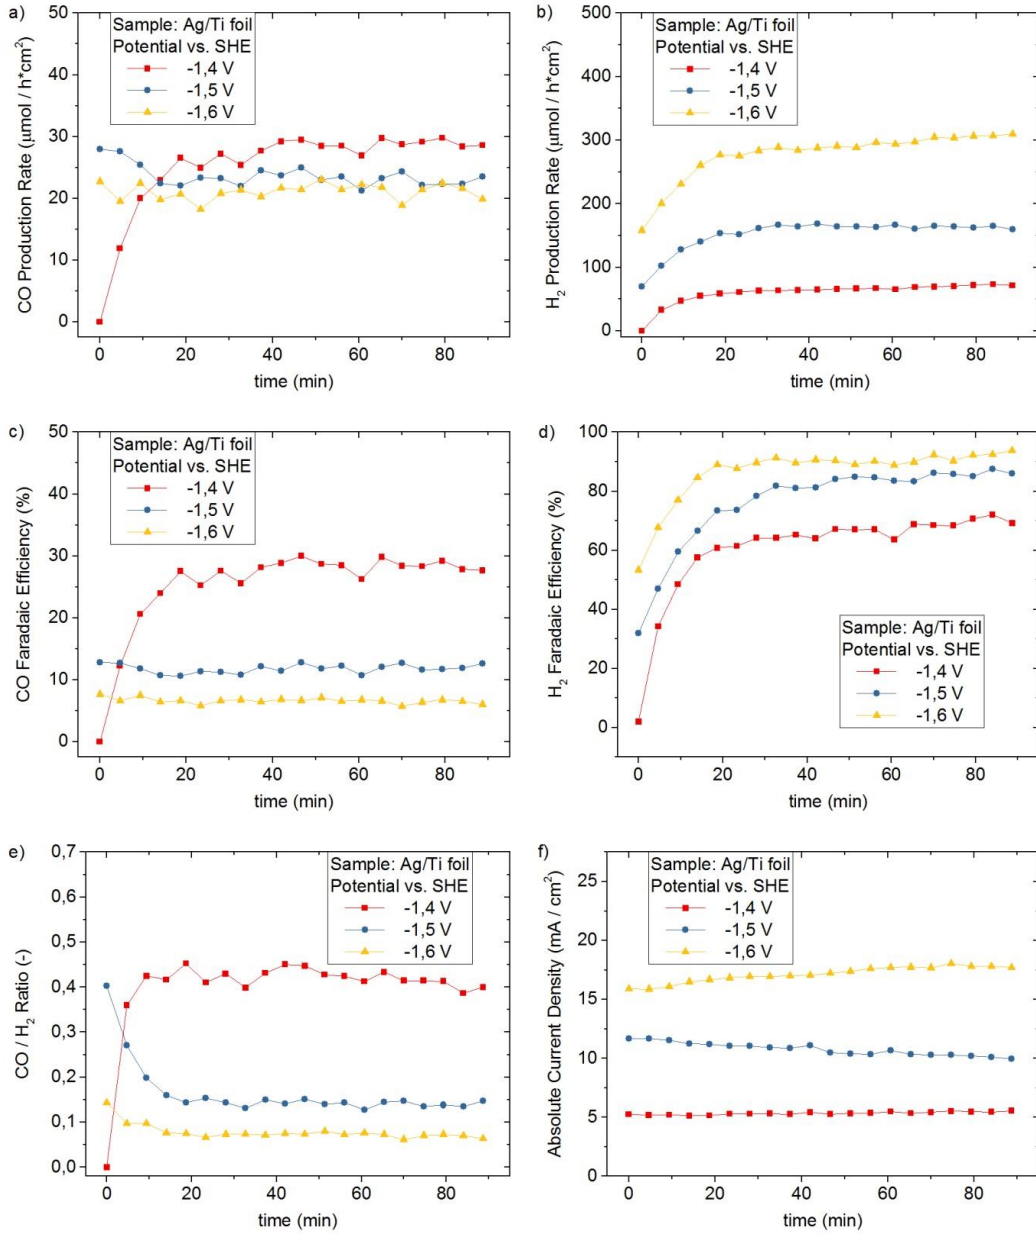 a)
CO Production Rate (µmol / h*cm²)
50
40
30
20
10
0
Sample: Ag/Ti foil
Potential vs. SHE
-1,4 V
-1,5 V
-1,6 V
0 20 40 60 80
time (min)
b)
H₂ Production Rate (µmol / h*cm²)
500
400
300
200
100
0
Sample: Ag/Ti foil
Potential vs. SHE
-1,4 V
-1,5 V
-1,6 V
0 20 40 60 80
time (min)
c)
CO Faradaic Efficiency (%)
50
40
30
20
10
0
Sample: Ag/Ti foil
Potential vs. SHE
-1,4 V
-1,5 V
-1,6 V
0 20 40 60 80
time (min)
d)
H₂ Faradaic Efficiency (%)
100
80
60
40
20
0
Sample: Ag/Ti foil
Potential vs. SHE
-1,4 V
-1,5 V
-1,6 V
0 20 40 60 80
time (min)
e)
CO / H₂ Ratio (-)
0,7
0,6
0,5
0,4
0,3
0,2
0,1
0,0
Sample: Ag/Ti foil
Potential vs. SHE
-1,4 V
-1,5 V
-1,6 V
0 20 40 60 80
time (min)
f)
Absolute Current Density (mA / cm²)
25
20
15
10
5
0
Sample: Ag/Ti foil
Potential vs. SHE
-1,4 V
-1,5 V
-1,6 V
0 20 40 60 80
time (min)